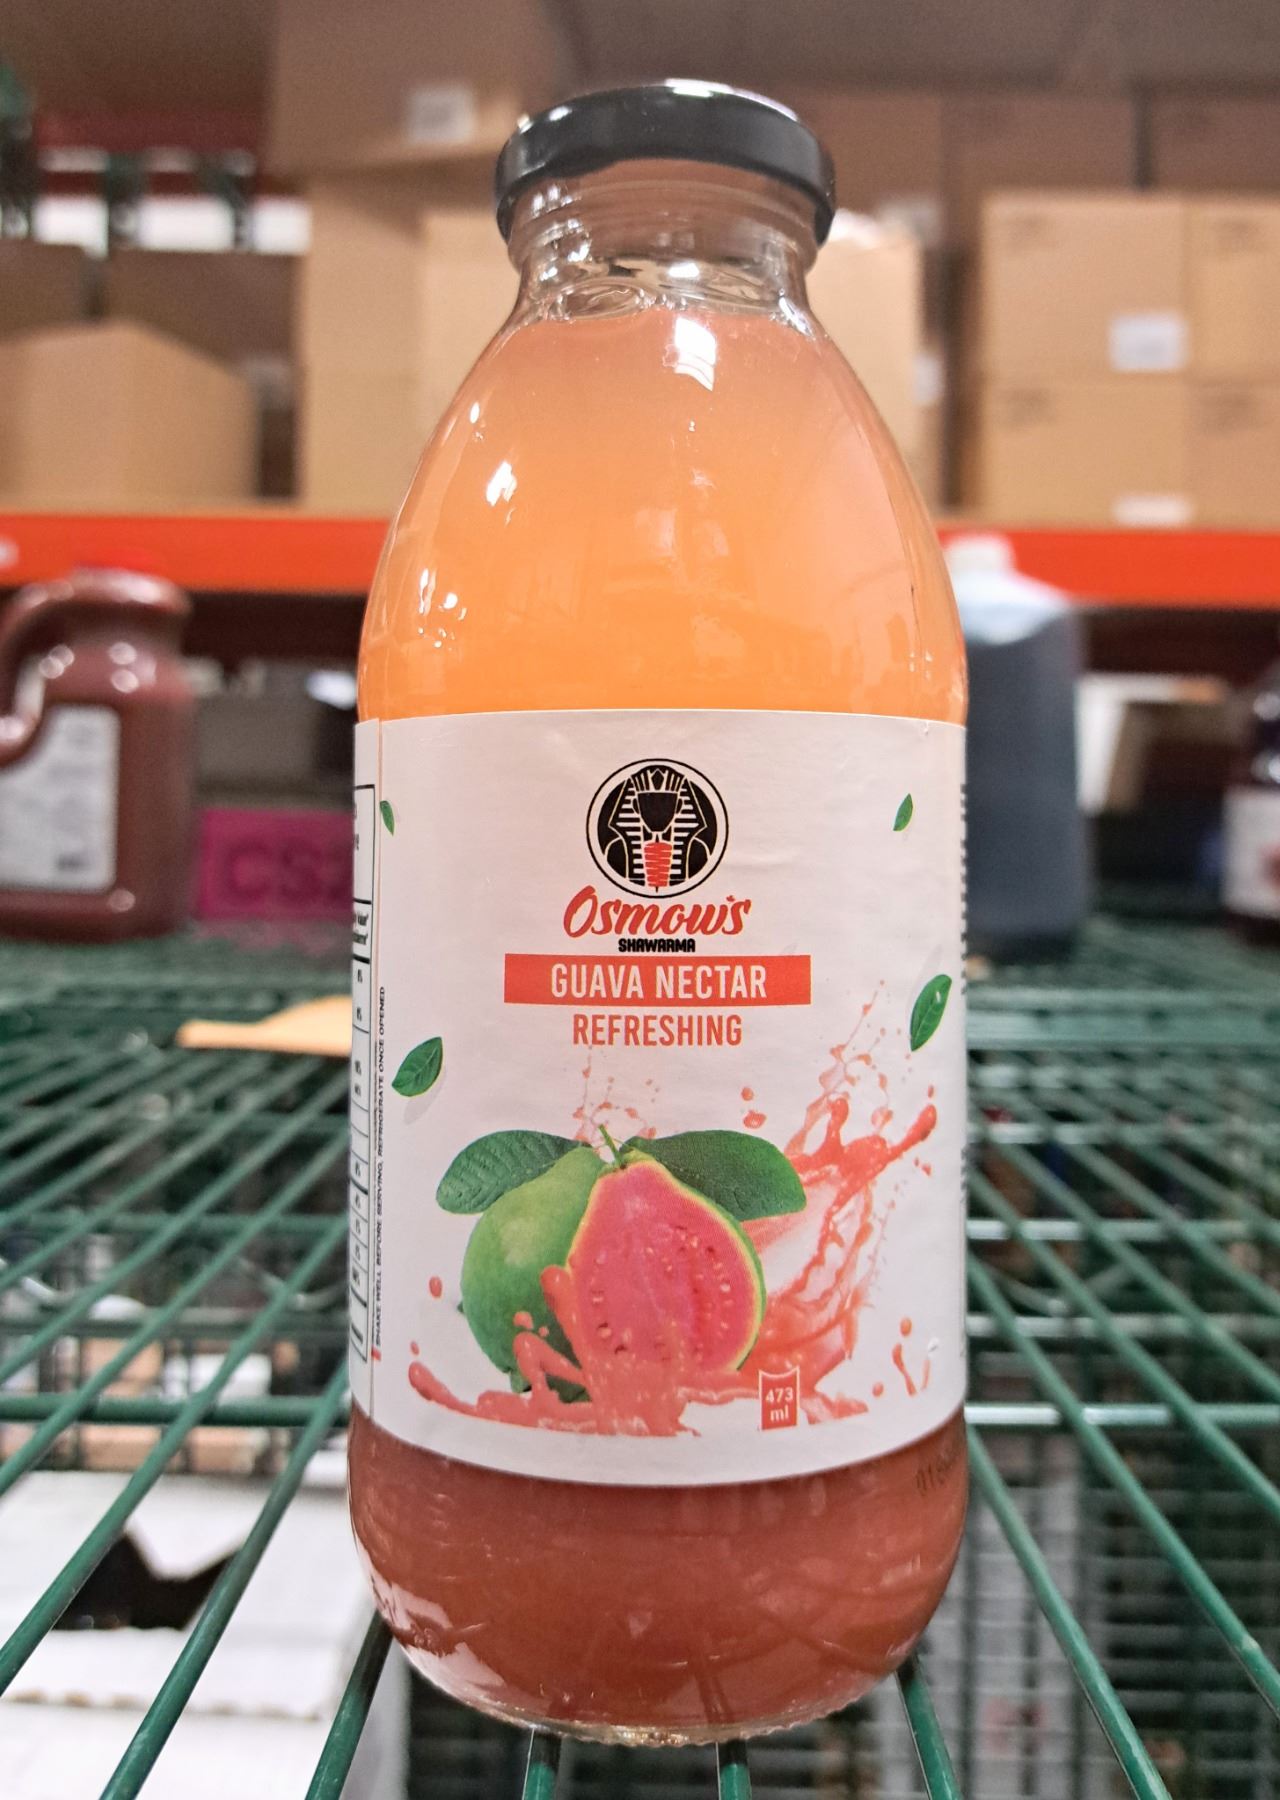 Osmow's
SHAWARMA
GUAVA NECTAR
REFRESHING
473
ml
SHAKE WELL BEFORE SERVING, REFRIGERATE ONCE OPENED